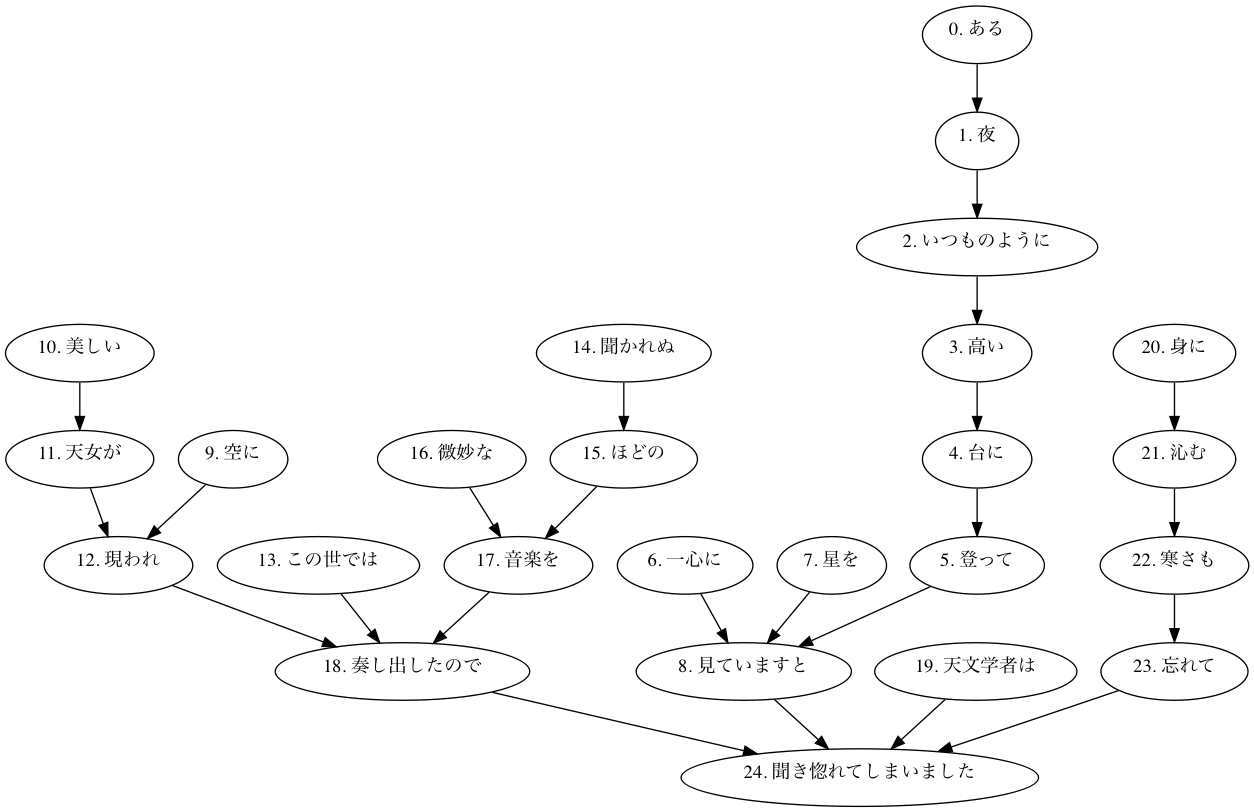 0. ある
1. 夜
2. いつものように
10. 美しい
14. 聞かれぬ
3. 高い
20. 身に
11. 天女が
9. 空に
16. 微妙な
15. ほどの
4. 台に
21. 沁む
12. 現われ
13. この世では
17. 音楽を
6. 一心に
7. 星を
5. 登って
22. 寒さも
18. 奏し出したので
8. 見ていますと
19. 天文学者は
23. 忘れて
24. 聞き惚れてしまいました